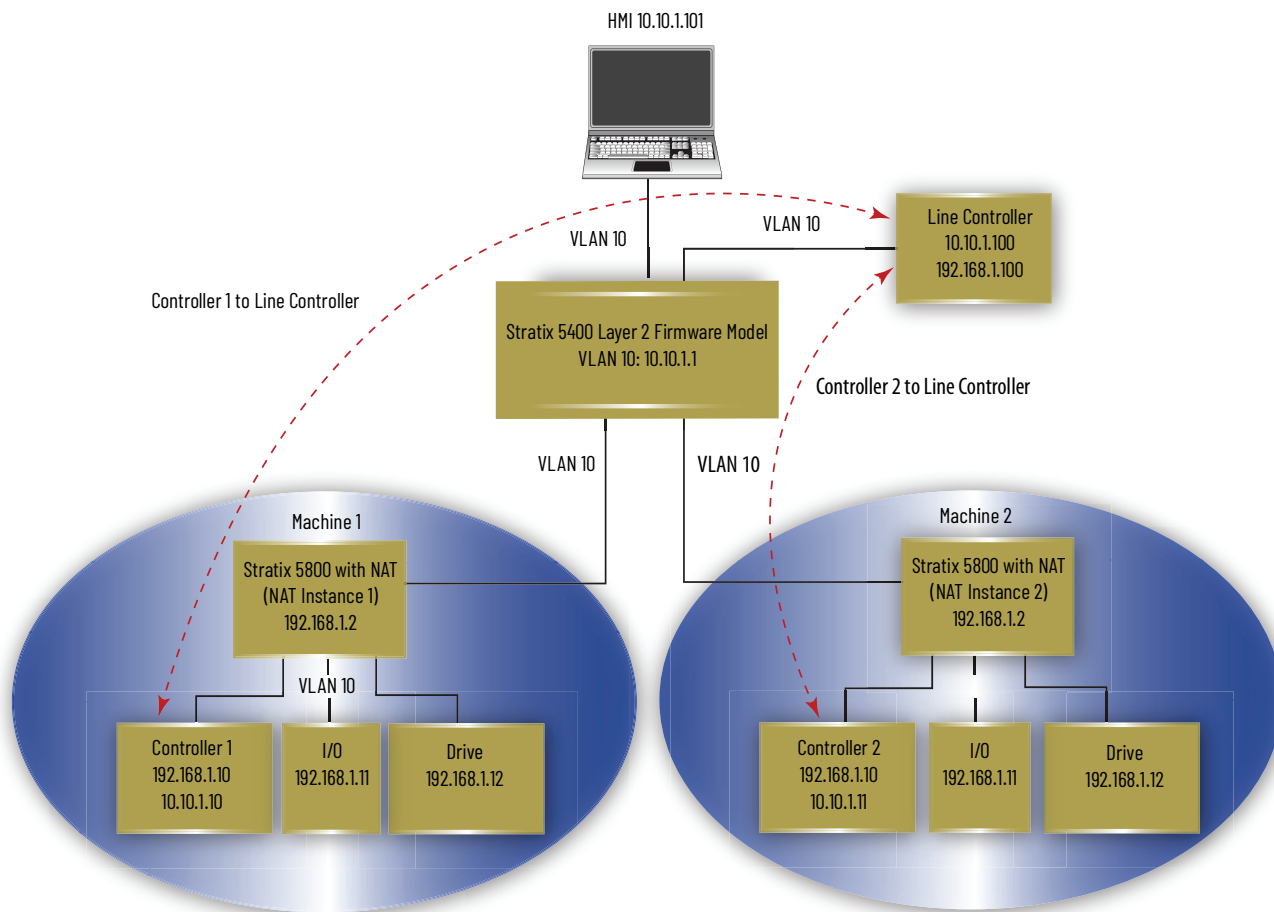 HMI 10.10.1.101
VLAN 10
VLAN 10
Line Controller
10.10.1.100
192.168.1.100
Controller 1 to Line Controller
Stratix 5400 Layer 2 Firmware Model
VLAN 10: 10.10.1.1
Controller 2 to Line Controller
VLAN 10
VLAN 10
Machine 1
Stratix 5800 with NAT
(NAT Instance 1)
192.168.1.2
VLAN 10
Controller 1
192.168.1.10
10.10.1.10
I/O
192.168.1.11
Drive
192.168.1.12
Machine 2
Stratix 5800 with NAT
(NAT Instance 2)
192.168.1.2
Controller 2
192.168.1.10
10.10.1.11
I/O
192.168.1.11
Drive
192.168.1.12